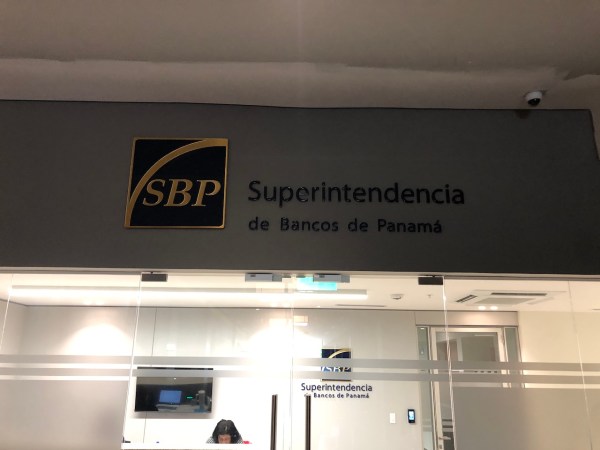 SBP
Superintendencia
de Bancos de Panamá
SBP
Superintendencia
de Bancos de Panamá